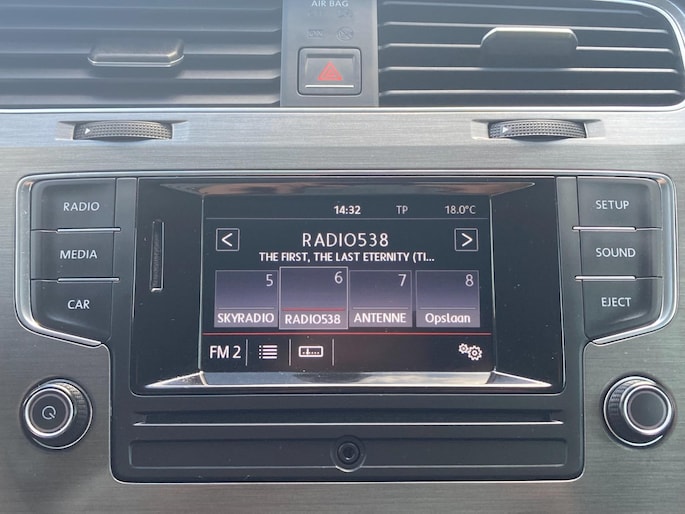 AIR BAG
RADIO
MEDIA
CAR
14:32 TP 18.0°C
< RADIO538 >
THE FIRST, THE LAST ETERNITY (TI...
5 6 7 8
SKYRADIO RADIO538 ANTENNE Opslaan
FM 2
SETUP
SOUND
EJECT